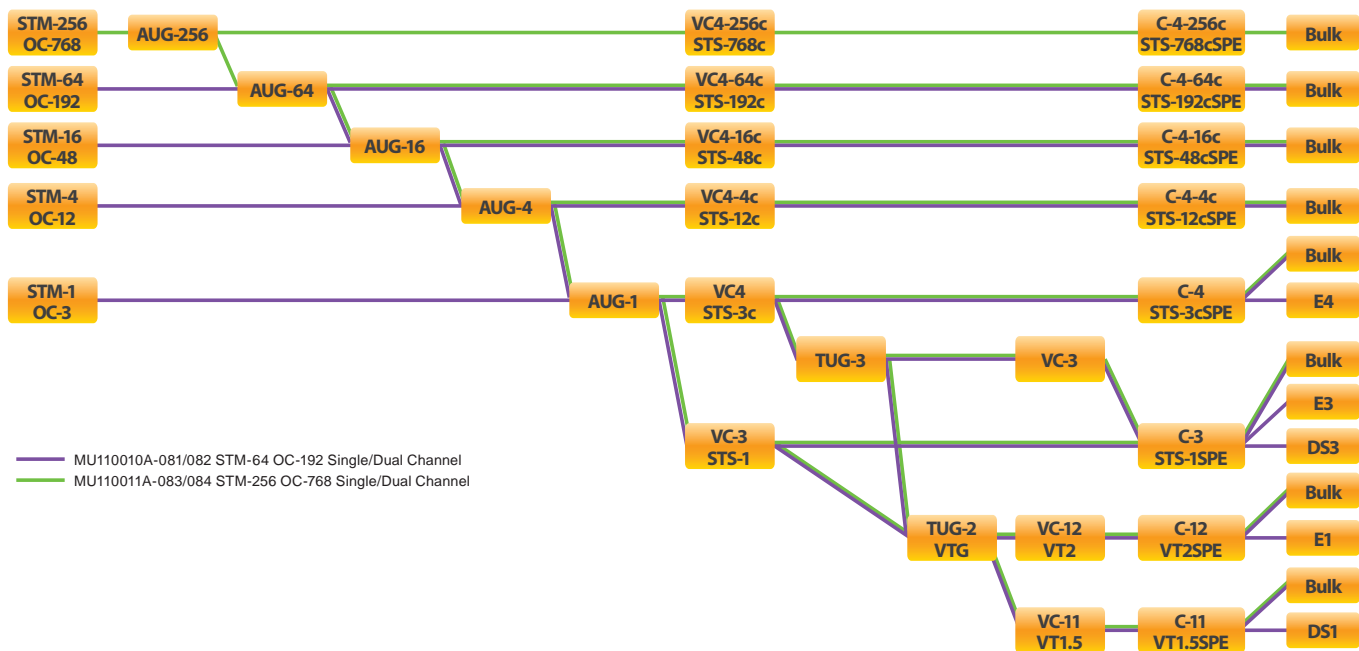 STM-256
OC-768
AUG-256
VC4-256c
STS-768c
C-4-256c
STS-768cSPE
Bulk
STM-64
OC-192
AUG-64
VC4-64c
STS-192c
C-4-64c
STS-192cSPE
Bulk
STM-16
OC-48
AUG-16
VC4-16c
STS-48c
C-4-16c
STS-48cSPE
Bulk
STM-4
OC-12
AUG-4
VC4-4c
STS-12c
C-4-4c
STS-12cSPE
Bulk
Bulk
STM-1
OC-3
AUG-1
VC4
STS-3c
C-4
STS-3cSPE
E4
TUG-3
VC-3
Bulk
E3
VC-3
STS-1
C-3
STS-1SPE
DS3
MU110010A-081/082 STM-64 OC-192 Single/Dual Channel
MU110011A-083/084 STM-256 OC-768 Single/Dual Channel
Bulk
TUG-2
VTG
VC-12
VT2
C-12
VT2SPE
E1
Bulk
VC-11
VT1.5
C-11
VT1.5SPE
DS1